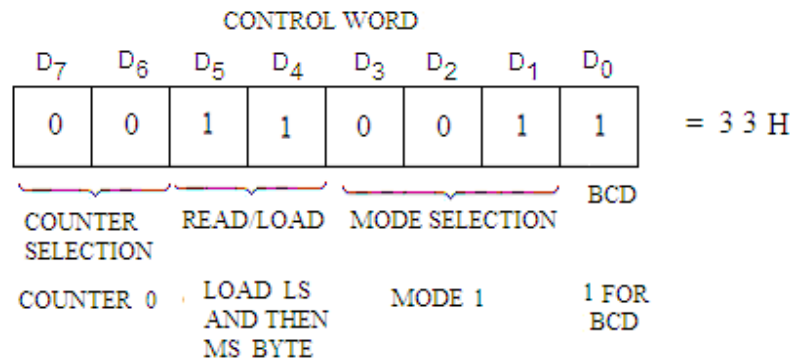 CONTROL WORD
D7 D6 D5 D4 D3 D2 D1 D0
0 0 1 1 0 0 1 1 = 3 3 H
COUNTER SELECTION READ/LOAD MODE SELECTION BCD
COUNTER 0 LOAD LS AND THEN MS BYTE MODE 1 1 FOR BCD